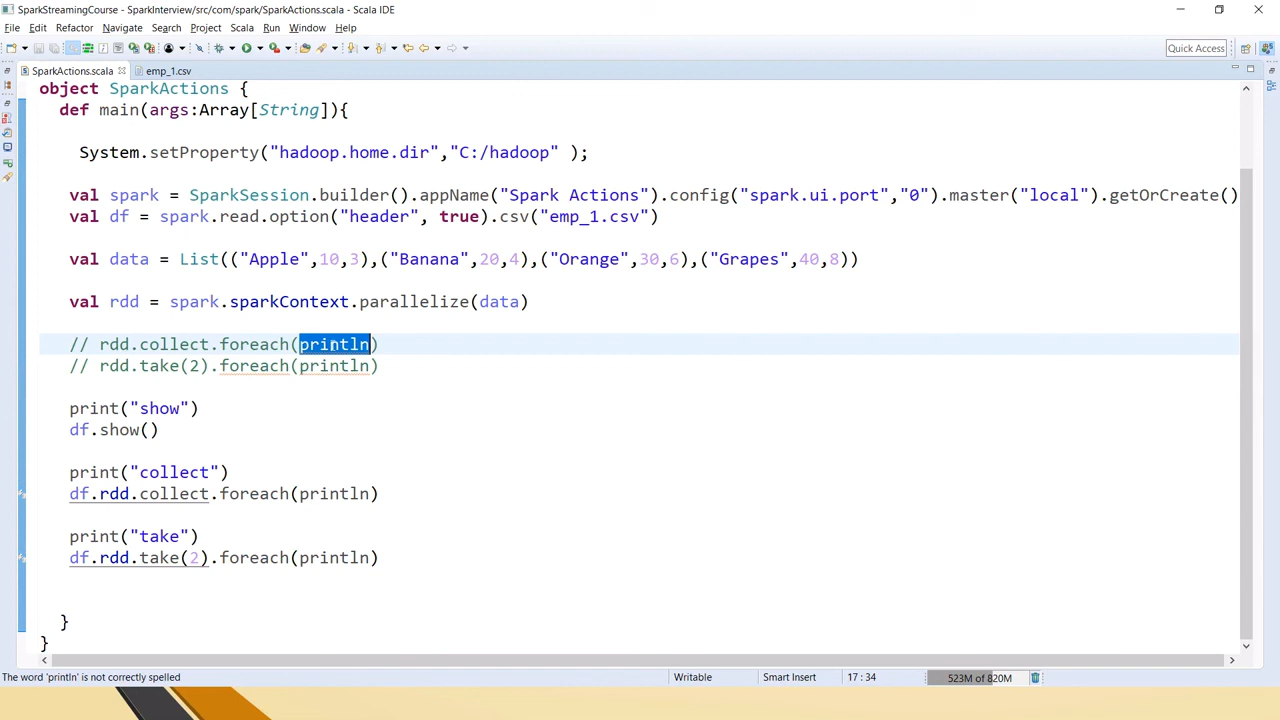 SparkStreamingCourse - SparkInterview/src/com/spark/SparkActions.scala - Scala IDE
File Edit Refactor Navigate Search Project Scala Run Window Help
Quick Access
SparkActions.scala emp_1.csv
object SparkActions {
def main(args:Array[String]){
System.setProperty("hadoop.home.dir","C:/hadoop" );
val spark = SparkSession.builder().appName("Spark Actions").config("spark.ui.port","0").master("local").getOrCreate()
val df = spark.read.option("header", true).csv("emp_1.csv")
val data = List(("Apple",10,3),("Banana",20,4),("Orange",30,6),("Grapes",40,8))
val rdd = spark.sparkContext.parallelize(data)
// rdd.collect.foreach(println)
// rdd.take(2).foreach(println)
print("show")
df.show()
print("collect")
df.rdd.collect.foreach(println)
print("take")
df.rdd.take(2).foreach(println)
}
}
The word 'println' is not correctly spelled Writable Smart Insert 17 : 34 523M of 820M